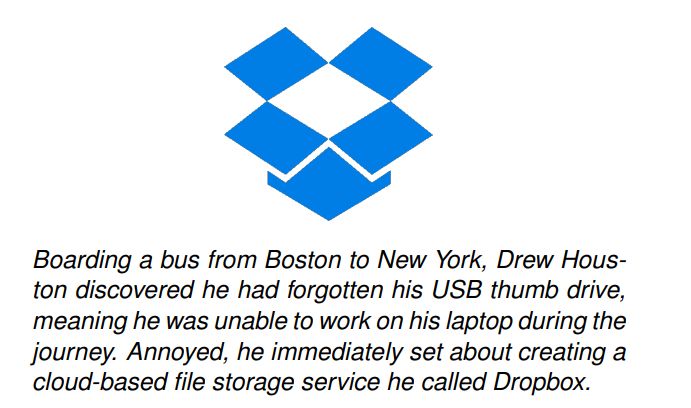 Boarding a bus from Boston to New York, Drew Hous-
ton discovered he had forgotten his USB thumb drive,
meaning he was unable to work on his laptop during the
journey. Annoyed, he immediately set about creating a
cloud-based file storage service he called Dropbox.